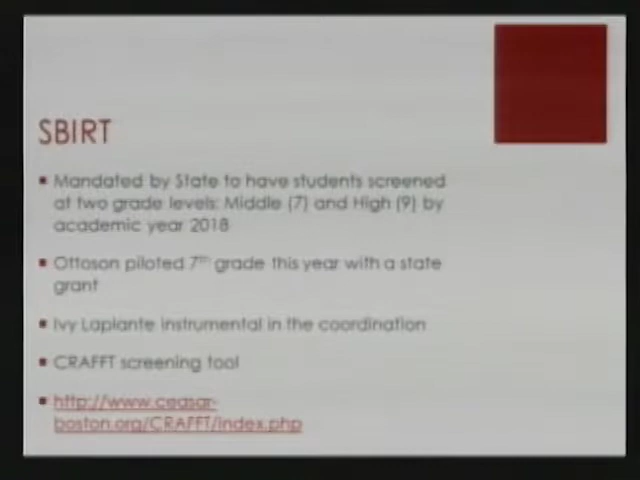 SBIRT
Mandated by State to have students screened
at two grade levels: Middle (7) and High (9) by
academic year 2018
Ottoson piloted 7th grade this year with a state
grant
Ivy Laplante instrumental in the coordination
CRAFFT screening tool
http://www.ceasar-
boston.org/CRAFFT/index.php